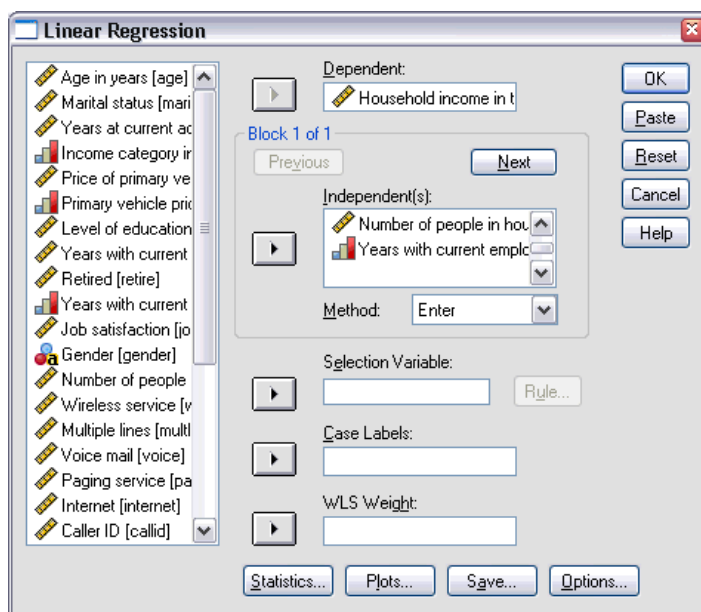 Linear Regression
Age in years [age]
Marital status [mari
Years at current ad
Income category in
Price of primary ve
Primary vehicle pric
Level of education
Years with current
Retired [retire]
Years with current
Job satisfaction [jo
a Gender [gender]
Number of people
Wireless service [w
Multiple lines [multl
Voice mail [voice]
Paging service [pa
Internet [internet]
Caller ID [callid]
Dependent:
Household income in t
Block 1 of 1
Previous
Next
Independent(s):
Number of people in hou
Years with current emplo
Method:
Enter
Selection Variable:
Rule...
Case Labels:
WLS Weight:
Statistics...
Plots...
Save...
Options...
OK
Paste
Reset
Cancel
Help